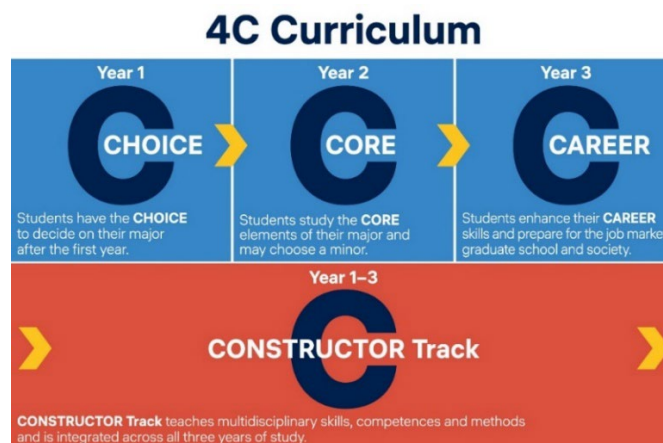 4C Curriculum
Year 1
CHOICE
Students have the CHOICE
to decide on their major
after the first year.
Year 2
CORE
Students study the CORE
elements of their major and
may choose a minor.
Year 3
CAREER
Students enhance their CAREER
skills and prepare for the job marke
graduate school and society.
Year 1–3
CONSTRUCTOR Track
CONSTRUCTOR Track teaches multidisciplinary skills, competences and methods
and is integrated across all three years of study.